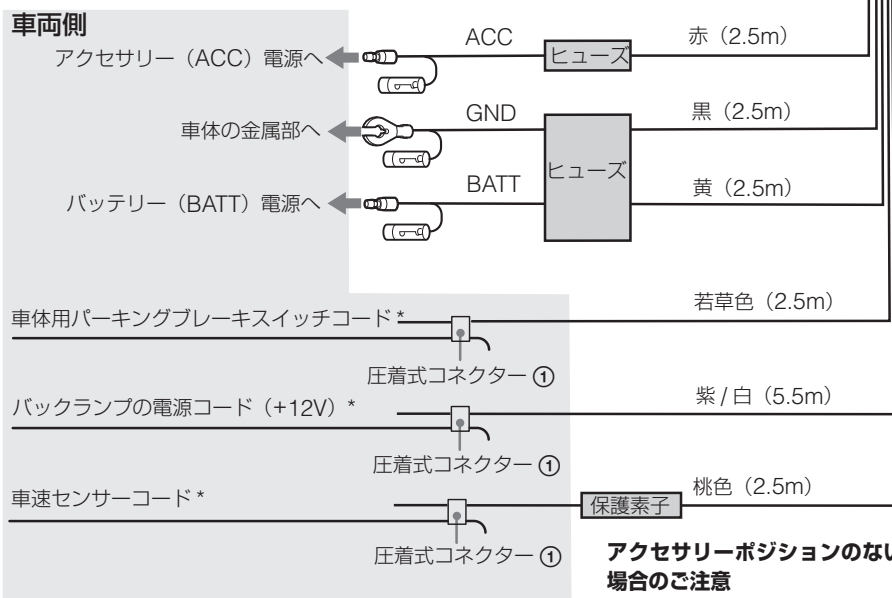 車両側
アクセサリー（ACC）電源へ
ACC
ヒューズ
赤（2.5m）
車体の金属部へ
GND
黒（2.5m）
ヒューズ
バッテリー（BATT）電源へ
BATT
黄（2.5m）
車体用パーキングブレーキスイッチコード*
若草色（2.5m）
圧着式コネクター①
バックランプの電源コード（+12V）*
紫/白（5.5m）
圧着式コネクター①
車速センサーコード*
保護素子
桃色（2.5m）
圧着式コネクター①
アクセサリーポジションのない
場合のご注意